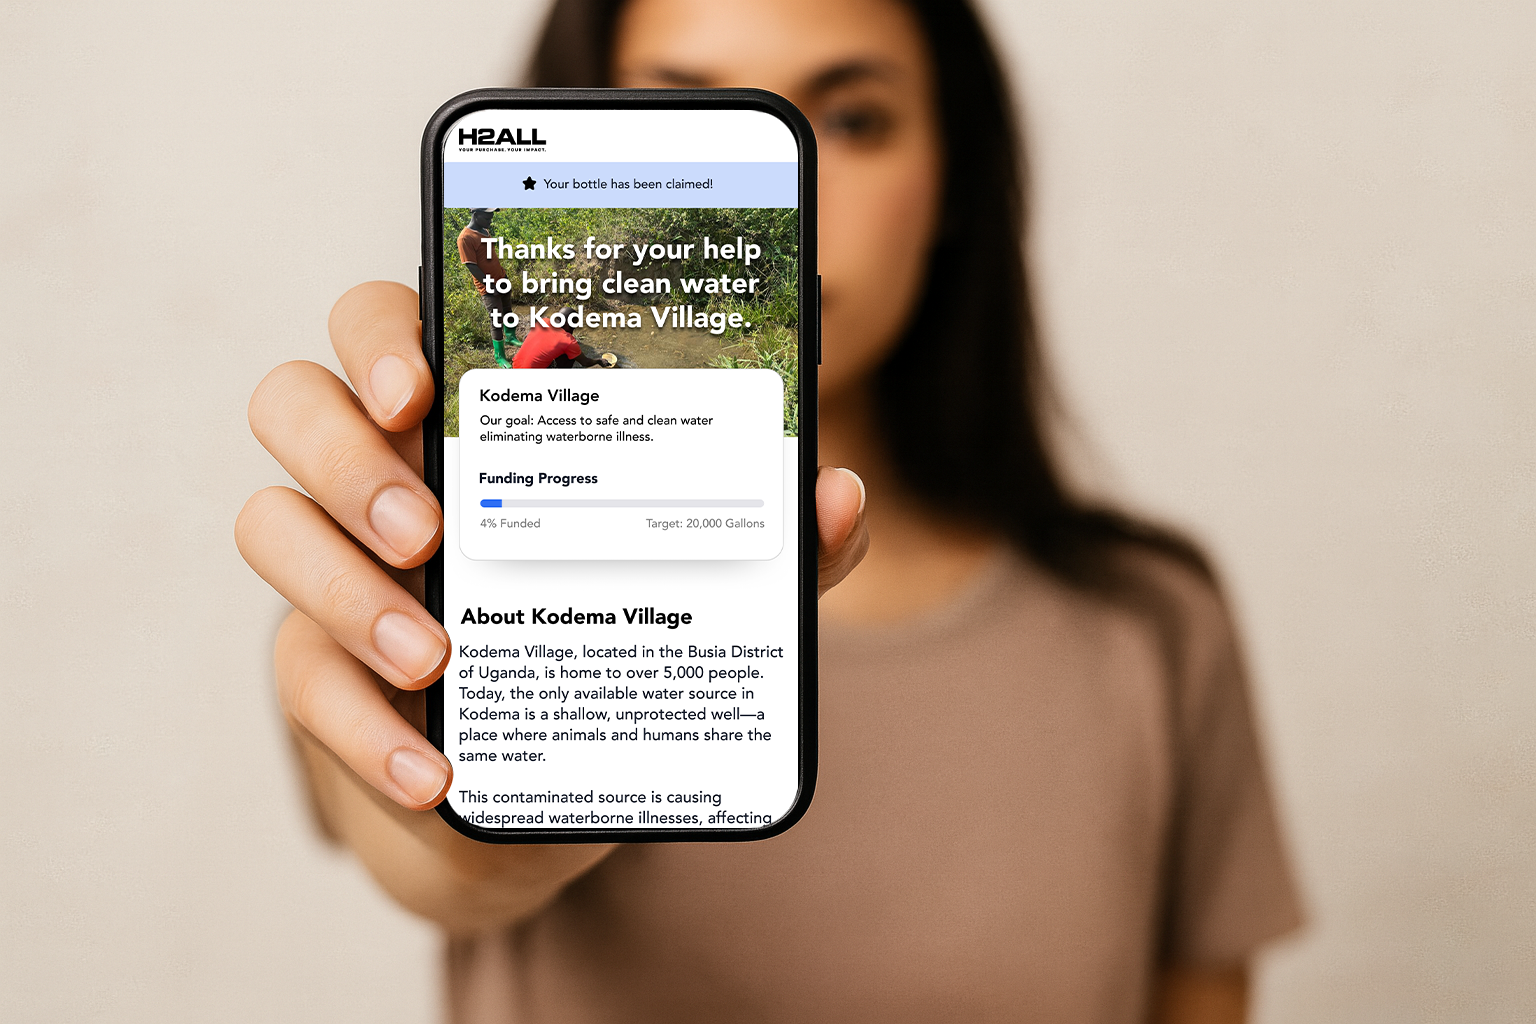 H2ALL
YOUR PURCHASE. YOUR IMPACT.
Your bottle has been claimed!
Thanks for your help
to bring clean water
to Kodema Village.
Kodema Village
Our goal: Access to safe and clean water
eliminating waterborne illness.
Funding Progress
4% Funded
Target: 20,000 Gallons
About Kodema Village
Kodema Village, located in the Busia District
of Uganda, is home to over 5,000 people.
Today, the only available water source in
Kodema is a shallow, unprotected well—a
place where animals and humans share the
same water.
This contaminated source is causing
widespread waterborne illnesses, affecting